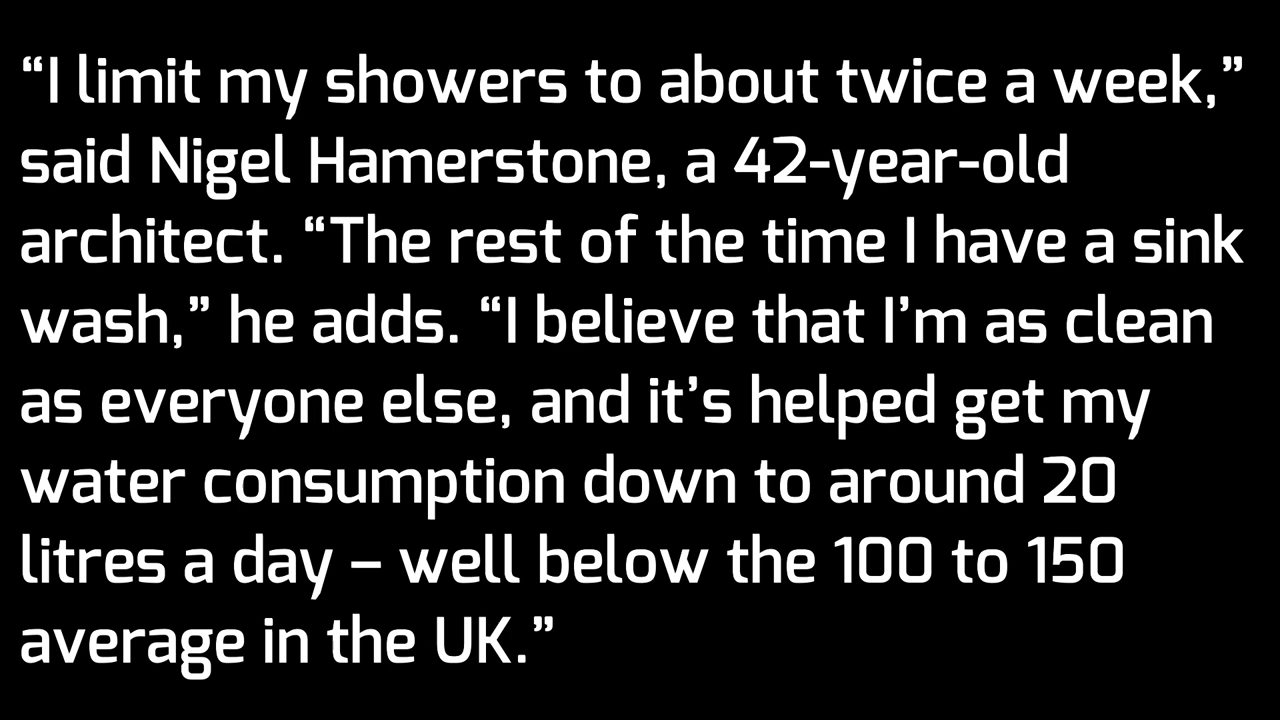 “I limit my showers to about twice a week,”
said Nigel Hamerstone, a 42-year-old
architect. “The rest of the time I have a sink
wash,” he adds. “I believe that I’m as clean
as everyone else, and it’s helped get my
water consumption down to around 20
litres a day – well below the 100 to 150
average in the UK.”